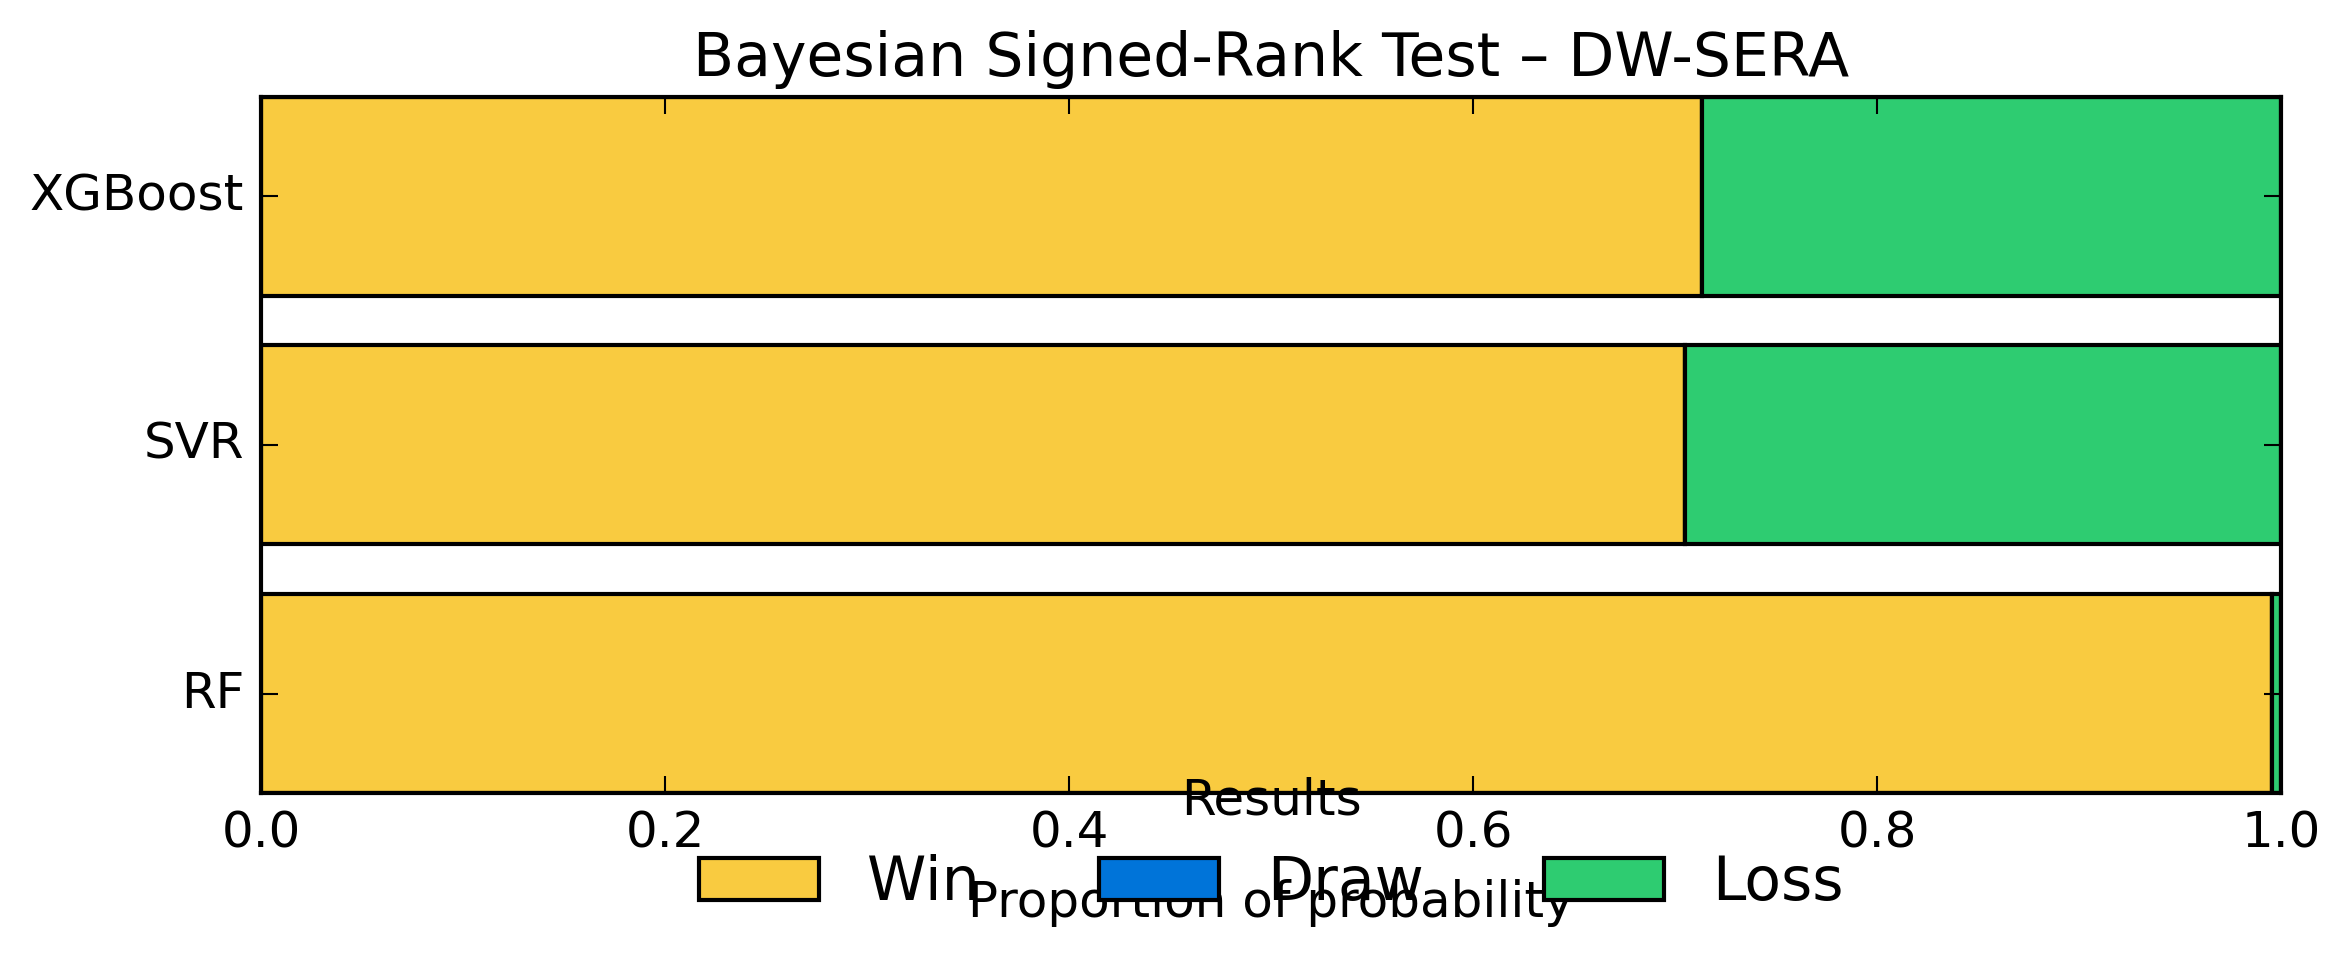 Bayesian Signed-Rank Test – DW-SERA
XGBoost
SVR
RF
0.0 0.2 0.4 0.6 0.8 1.0
Results
Win Draw Loss
Proportion of probability